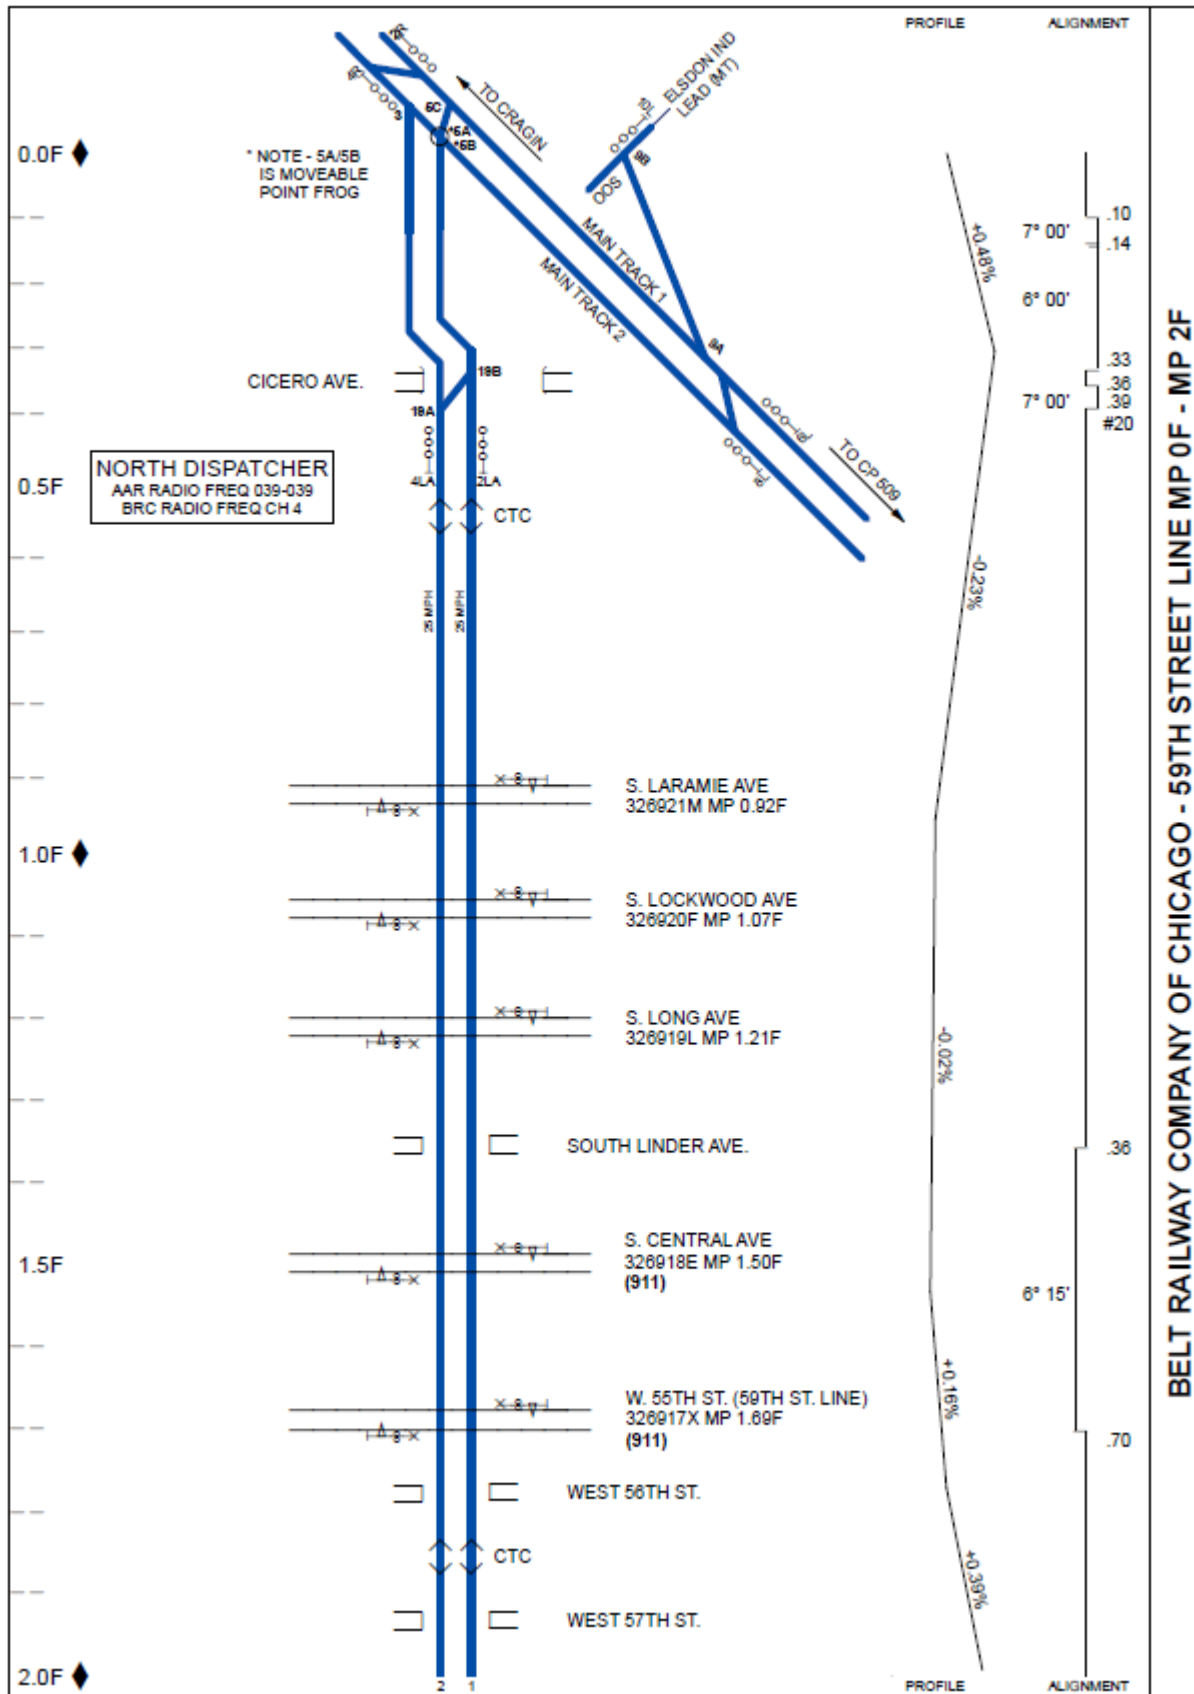 PROFILE
ALIGNMENT
2R
4R
ELSDON IND
LEAD (MT)
10L
TO CRAGIN
5C
*5A
*5B
9B
OOS
0.0F
* NOTE - 5A/5B
IS MOVEABLE
POINT FROG
MAIN TRACK 1
MAIN TRACK 2
+0.48%
7° 00'
.10
.14
6° 00'
9A
.33
CICERO AVE.
19B
.36
7° 00'
.39
19A
#20
TO CP 509
NORTH DISPATCHER
AAR RADIO FREQ 039-039
BRC RADIO FREQ CH 4
0.5F
4LA
2LA
CTC
-0.23%
25 MPH
25 MPH
S. LARAMIE AVE
326921M MP 0.92F
1.0F
S. LOCKWOOD AVE
326920F MP 1.07F
S. LONG AVE
326919L MP 1.21F
-0.02%
SOUTH LINDER AVE.
.36
S. CENTRAL AVE
326918E MP 1.50F
(911)
1.5F
6° 15'
+0.16%
W. 55TH ST. (59TH ST. LINE)
326917X MP 1.69F
(911)
.70
WEST 56TH ST.
CTC
+0.39%
WEST 57TH ST.
2.0F
2
1
PROFILE
ALIGNMENT
BELT RAILWAY COMPANY OF CHICAGO - 59TH STREET LINE MP 0F - MP 2F